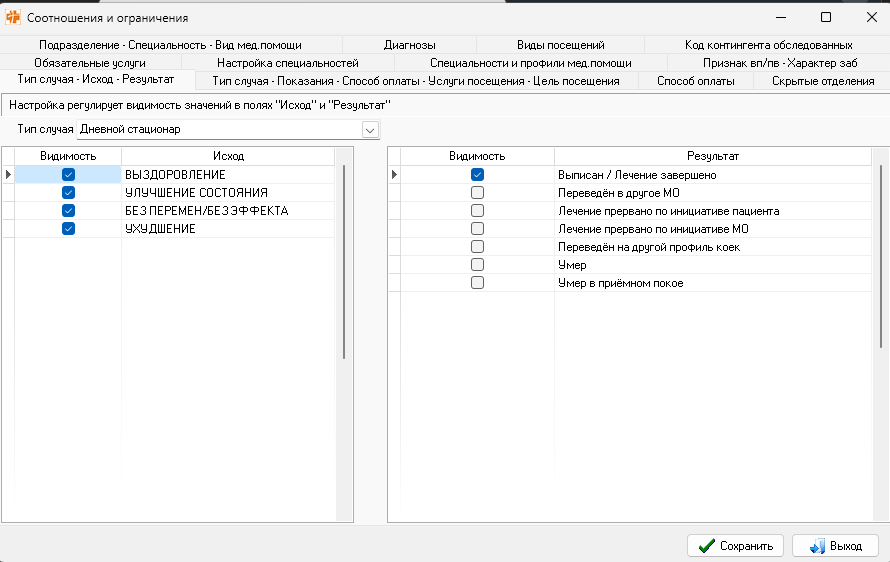 Соотношения и ограничения
Подразделение - Специальность - Вид мед.помощи Диагнозы Виды посещений Код контингента обследованных
Обязательные услуги Настройка специальностей Специальности и профили мед.помощи Признак вп/пв - Характер заб
Тип случая - Исход - Результат Тип случая - Показания - Способ оплаты - Услуги посещения - Цель посещения Способ оплаты Скрытые отделения
Настройка регулирует видимость значений в полях "Исход" и "Результат"
Тип случая Дневной стационар
Видимость Исход
ВЫЗДОРОВЛЕНИЕ
УЛУЧШЕНИЕ СОСТОЯНИЯ
БЕЗ ПЕРЕМЕН/БЕЗ ЭФФЕКТА
УХУДШЕНИЕ
Видимость Результат
Выписан / Лечение завершено
Переведён в другое МО
Лечение прервано по инициативе пациента
Лечение прервано по инициативе МО
Переведён на другой профиль коек
Умер
Умер в приёмном покое
Сохранить Выход